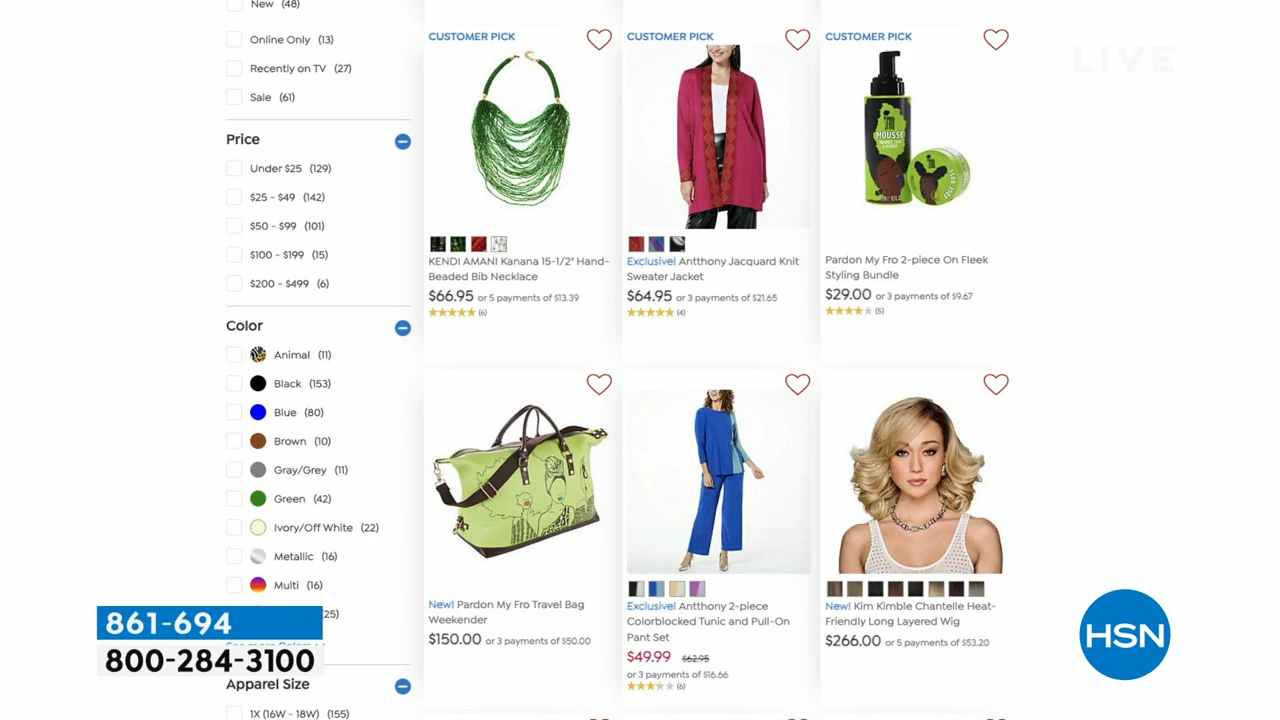 New (48)
Online Only (13)
Recently on TV (27)
Sale (61)
Price
Under $25 (129)
$25 - $49 (142)
$50 - $99 (101)
$100 - $199 (15)
$200 - $499 (6)
Color
Animal (11)
Black (153)
Blue (80)
Brown (10)
Gray/Grey (11)
Green (42)
Ivory/Off White (22)
Metallic (16)
Multi (16)
(25)
861-694
800-284-3100
Apparel Size
1X (16W - 18W) (155)
CUSTOMER PICK
KENDI AMANI Kanana 15-1/2" Hand-
Beaded Bib Necklace
$66.95 or 5 payments of $13.39
(6)
CUSTOMER PICK
Exclusive! Antthony Jacquard Knit
Sweater Jacket
$64.95 or 3 payments of $21.65
(4)
CUSTOMER PICK
MOUSSE
Pardon My Fro 2-piece On Fleek
Styling Bundle
$29.00 or 3 payments of $9.67
(5)
New! Pardon My Fro Travel Bag
Weekender
$150.00 or 3 payments of $50.00
Exclusive! Antthony 2-piece
Colorblocked Tunic and Pull-On
Pant Set
$49.99 $62.95
or 3 payments of $16.66
(6)
New! Kim Kimble Chantelle Heat-
Friendly Long Layered Wig
$266.00 or 5 payments of $53.20
LIVE
HSN